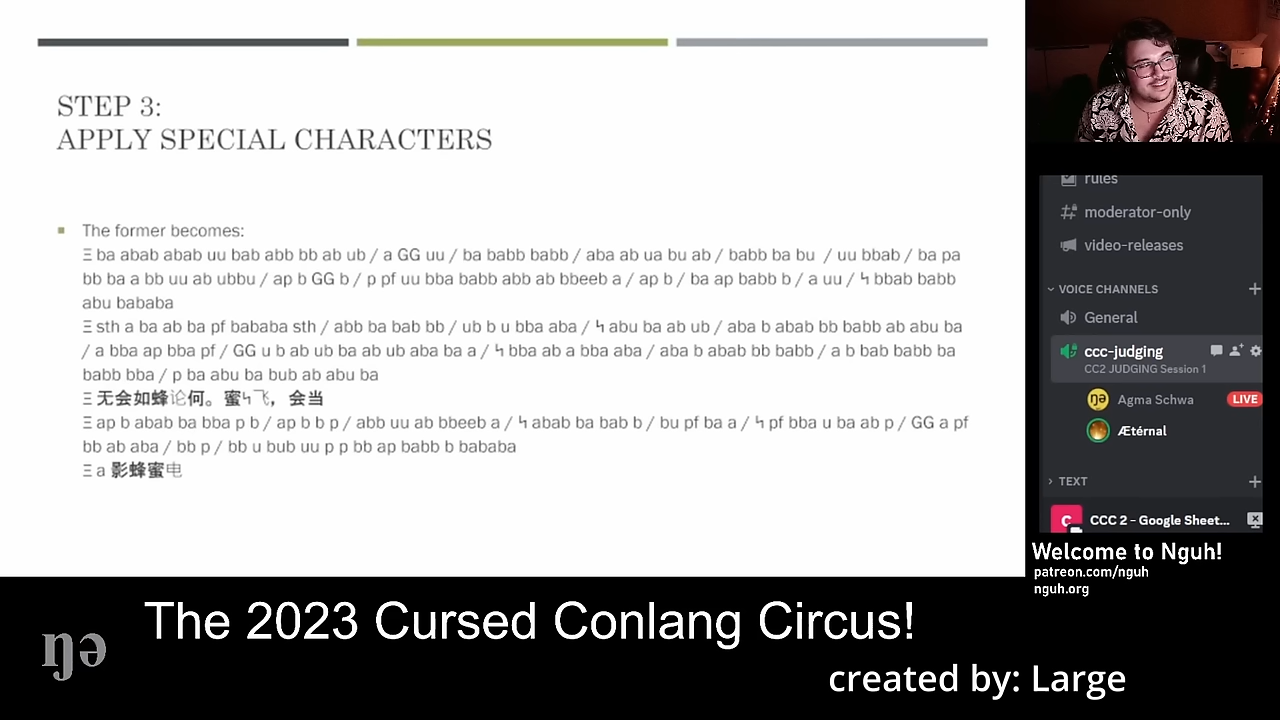 STEP 3:
APPLY SPECIAL CHARACTERS
The former becomes:
Ξ ba abab abab uu bab abb bb ab ub / a GG uu / ba babb babb / aba ab ua bu ab / babb ba bu / uu bbab / ba pa
bb ba a bb uu ab ubbu / ap b GG b / p pf uu bba babb abb ab bbeeb a / ap b / ba ap babb b / a uu / Ϟ bbab babb
abu bababa
Ξ sth a ba ab ba pf bababa sth / abb ba bab bb / ub b u bba aba / Ϟ abu ba ab ub / aba b abab bb babb ab abu ba
/ a bba ap bba pf / GG u b ab ub ba ab ub aba ba a / Ϟ bba ab a bba aba / aba b abab bb babb / a b bab babb ba
babb bba / p ba abu ba bub ab abu ba
Ξ 无会如蜂论何。蜜Ϟ飞，会当
Ξ ap b abab ba bba p b / ap b b p / abb uu ab bbeeb a / Ϟ abab ba bab b / bu pf ba a / Ϟ pf bba u ba ab p / GG a pf
bb ab aba / bb p / bb u bub uu p p bb ap babb b bababa
Ξ a 影蜂蜜电
rules
moderator-only
video-releases
VOICE CHANNELS
General
ccc-judging
CC2 JUDGING Session 1
ŋə Agma Schwa LIVE
Ætérnal
TEXT
C CCC 2 – Google Sheet...
Welcome to Nguh!
patreon.com/nguh
nguh.org
ŋə
The 2023 Cursed Conlang Circus!
created by: Large